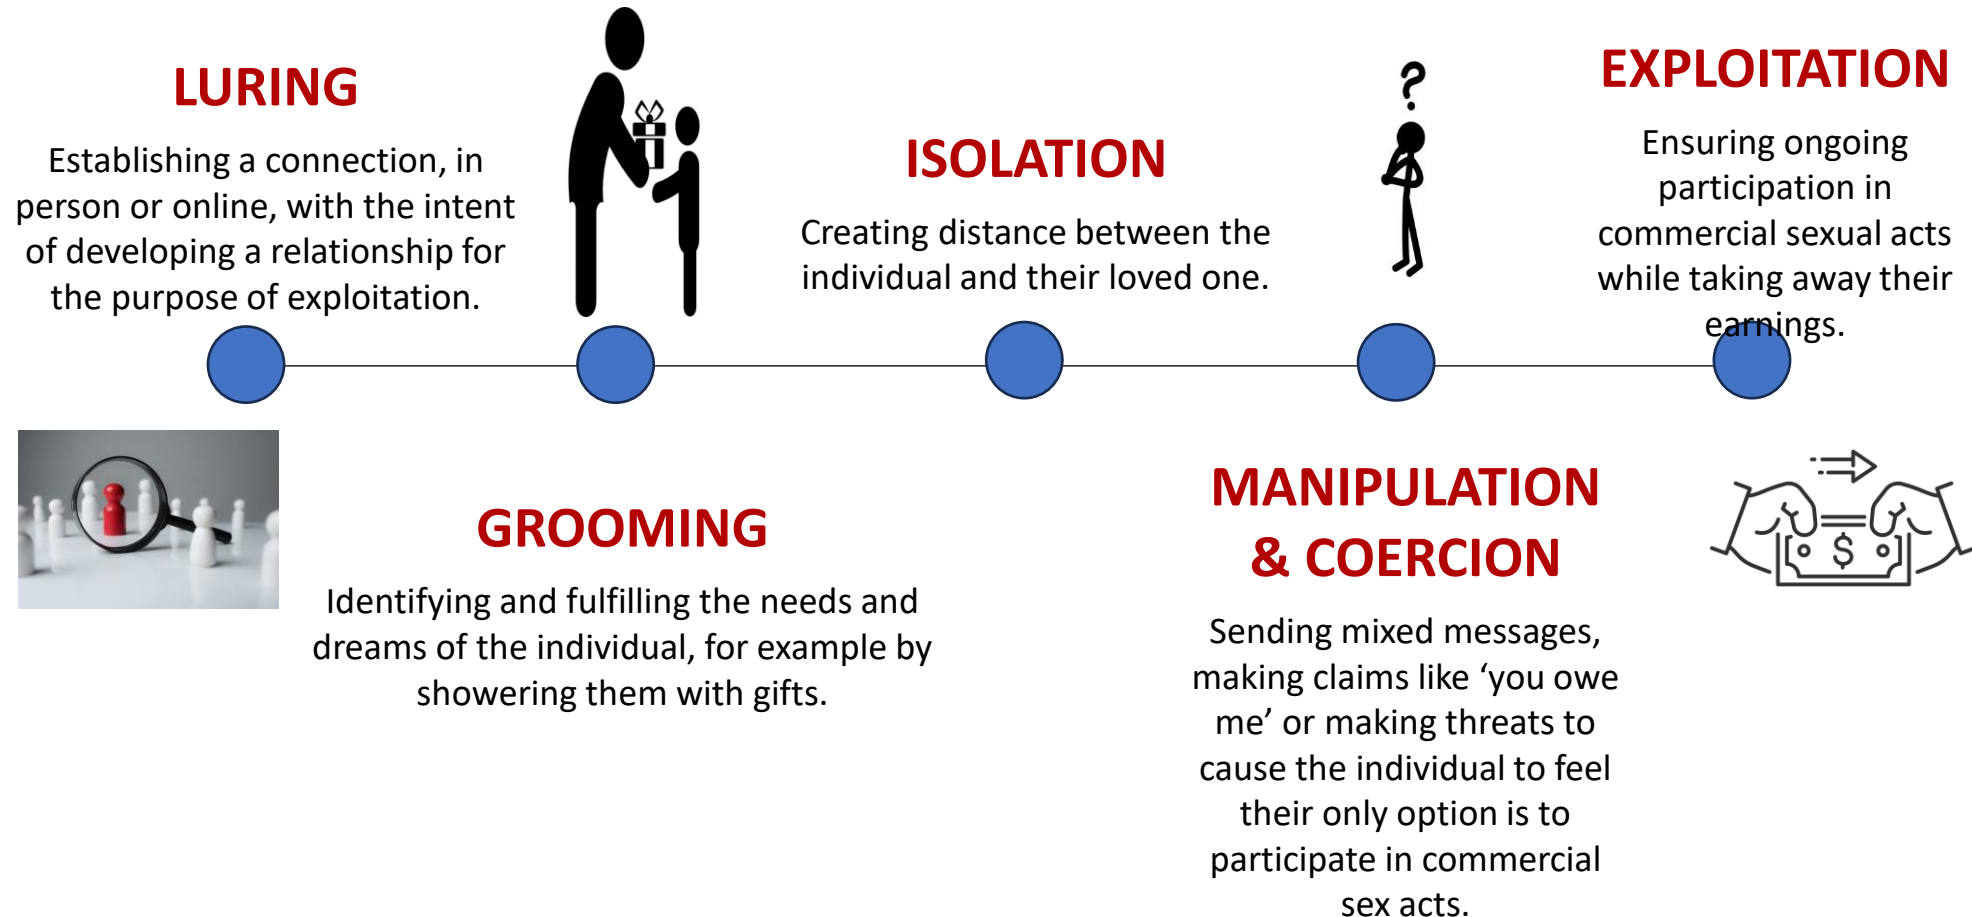 LURING
Establishing a connection, in
person or online, with the intent
of developing a relationship for
the purpose of exploitation.
GROOMING
Identifying and fulfilling the needs and
dreams of the individual, for example by
showering them with gifts.
ISOLATION
Creating distance between the
individual and their loved one.
?
MANIPULATION
& COERCION
Sending mixed messages,
making claims like ‘you owe
me’ or making threats to
cause the individual to feel
their only option is to
participate in commercial
sex acts.
EXPLOITATION
Ensuring ongoing
participation in
commercial sexual acts
while taking away their
earnings.
$